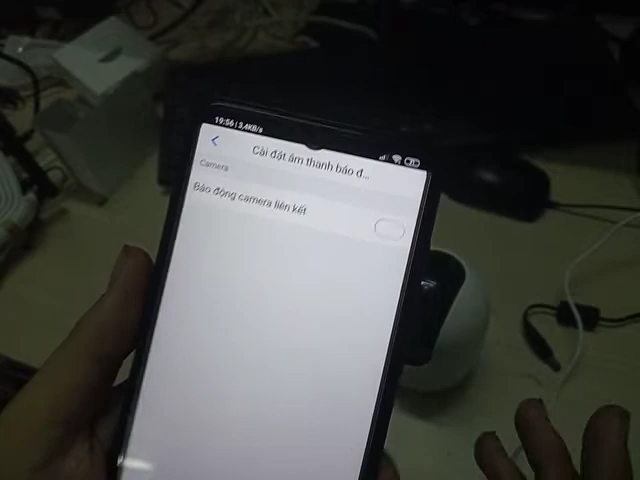 19:56 | 3,4KB/s
Cài đặt âm thanh báo đ...
Camera
Báo động camera liên kết